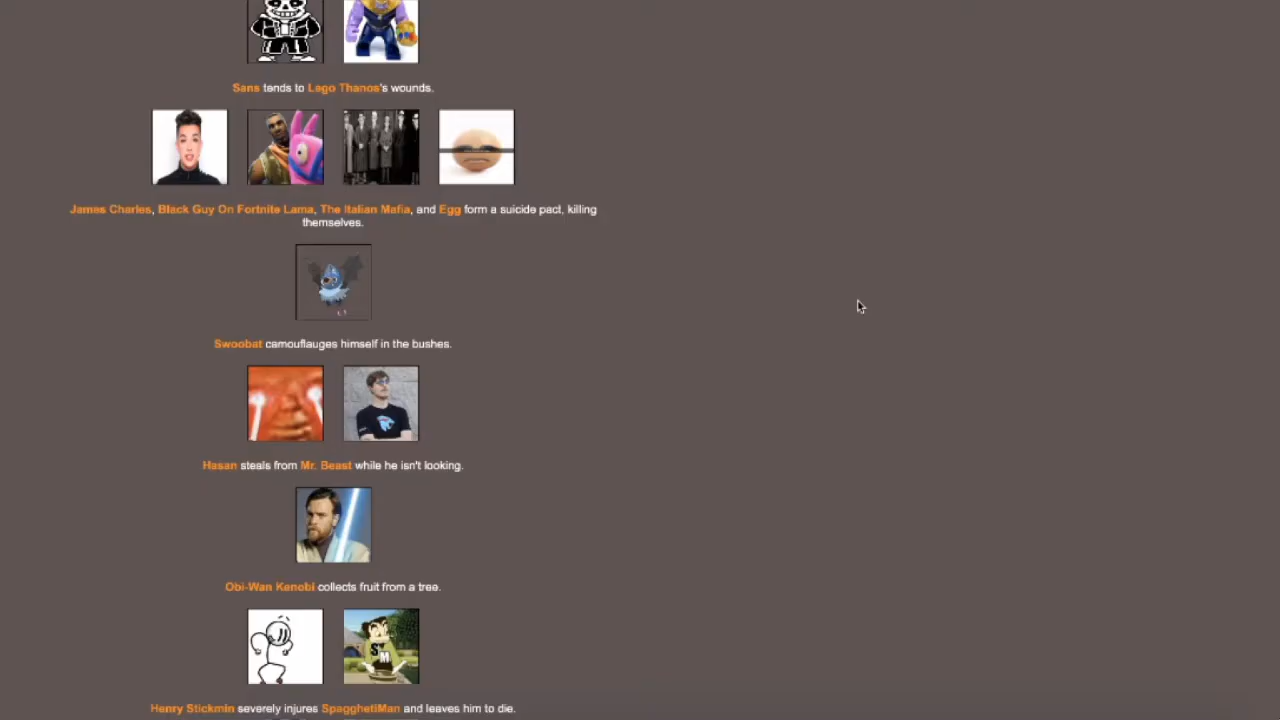 Sans tends to Lego Thanos's wounds.
James Charles, Black Guy On Fortnite Lama, The Italian Mafia, and Egg form a suicide pact, killing
themselves.
Swoobat camouflauges himself in the bushes.
Hasan steals from Mr. Beast while he isn't looking.
Obi-Wan Kenobi collects fruit from a tree.
S
M
Henry Stickmin severely injures SpagghetiMan and leaves him to die.